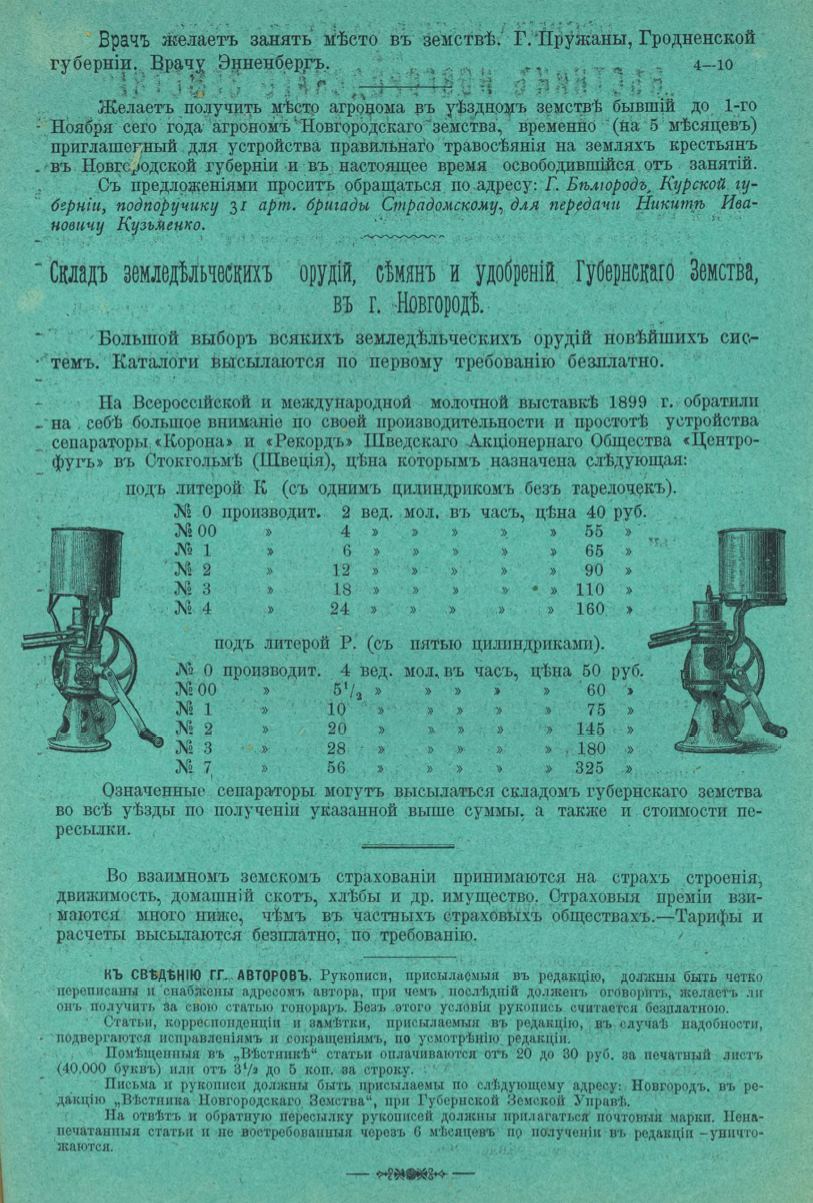 Врачъ желаетъ занять мѣсто въ земствѣ. Г. Пружаны, Гродненской
губерніи. Врачу Энненбергъ.
4—10
Желаетъ получить мѣсто агронома въ уѣздномъ земствѣ бывшій до 1-го
Ноября сего года агрономъ Новгородскаго земства, временно (на 5 мѣсяцевъ)
приглашенный для устройства правильнаго травосѣянія на земляхъ крестьянъ
въ Новгородской губерніи и въ настоящее время освободившійся отъ занятій.
Съ предложеніями проситъ обращаться по адресу: Г. Бѣлгородъ, Курской гу-
берніи, подпоручику 31 арт. бригады Страдомскому, для передачи Никитѣ Ива-
новичу Кузьменко.
Складъ земледѣльческихъ орудій, сѣмянъ и удобреній Губернскаго Земства,
въ г. Новгородѣ.
Большой выборъ всякихъ земледѣльческихъ орудій новѣйшихъ сис-
темъ. Каталоги высылаются по первому требованію безплатно.
На Всероссійской и международной молочной выставкѣ 1899 г. обратили
на себѣ большое вниманіе по своей производительности и простотѣ устройства
сепараторы «Корона» и «Рекордъ» Шведскаго Акціонернаго Общества «Центро-
фугъ» въ Стокгольмѣ (Швеція), цѣна которымъ назначена слѣдующая:
подъ литерой К (съ однимъ цилиндрикомъ безъ тарелочекъ).
№ 0 производит. 2 вед. мол. въ часъ, цѣна 40 руб.
№ 00 » 4 » » » » » 55 »
№ 1 » 6 » » » » » 65 »
№ 2 » 12 » » » » » 90 »
№ 3 » 18 » » » » » 110 »
№ 4 » 24 » » » » » 160 »
подъ литерой Р. (съ пятью цилиндриками).
№ 0 производит. 4 вед. мол. въ часъ, цѣна 50 руб.
№ 00 » 5½ » » » » » 60 »
№ 1 » 10 » » » » » 75 »
№ 2 » 20 » » » » » 145 »
№ 3 » 28 » » » » » 180 »
№ 7 » 56 » » » » » 325 »
Означенные сепараторы могутъ высылаться складомъ губернскаго земства
во всѣ уѣзды по полученіи указанной выше суммы, а также и стоимости пе-
ресылки.
Во взаимномъ земскомъ страхованіи принимаются на страхъ строенія,
движимость, домашній скотъ, хлѣбы и др. имущество. Страховыя преміи взи-
маются много ниже, чѣмъ въ частныхъ страховыхъ обществахъ.—Тарифы и
расчеты высылаются безплатно, по требованію.
КЪ СВѢДѢНІЮ ГГ. АВТОРОВЪ. Рукописи, присылаемыя въ редакцію, должны быть четко
переписаны и снабжены адресомъ автора, при чемъ послѣдній долженъ оговорить, желаетъ ли
онъ получить за свою статью гонораръ. Безъ этого условія рукопись считается безплатною.
Статьи, корреспонденціи и замѣтки, присылаемыя въ редакцію, въ случаѣ надобности,
подвергаются исправленіямъ и сокращеніямъ, по усмотрѣнію редакціи.
Помѣщенныя въ „Вѣстникѣ“ статьи оплачиваются отъ 20 до 30 руб. за печатный листъ
(40,000 буквъ) или отъ 3½ до 5 коп. за строку.
Письма и рукописи должны быть присылаемы по слѣдующему адресу: Новгородъ, въ ре-
дакцію „Вѣстника Новгородскаго Земства“, при Губернской Земской Управѣ.
На отвѣтъ и обратную пересылку рукописей должны прилагаться почтовыя марки. Нена-
печатанныя статьи и не востребованныя черезъ 6 мѣсяцевъ по полученіи въ редакціи—уничто-
жаются.